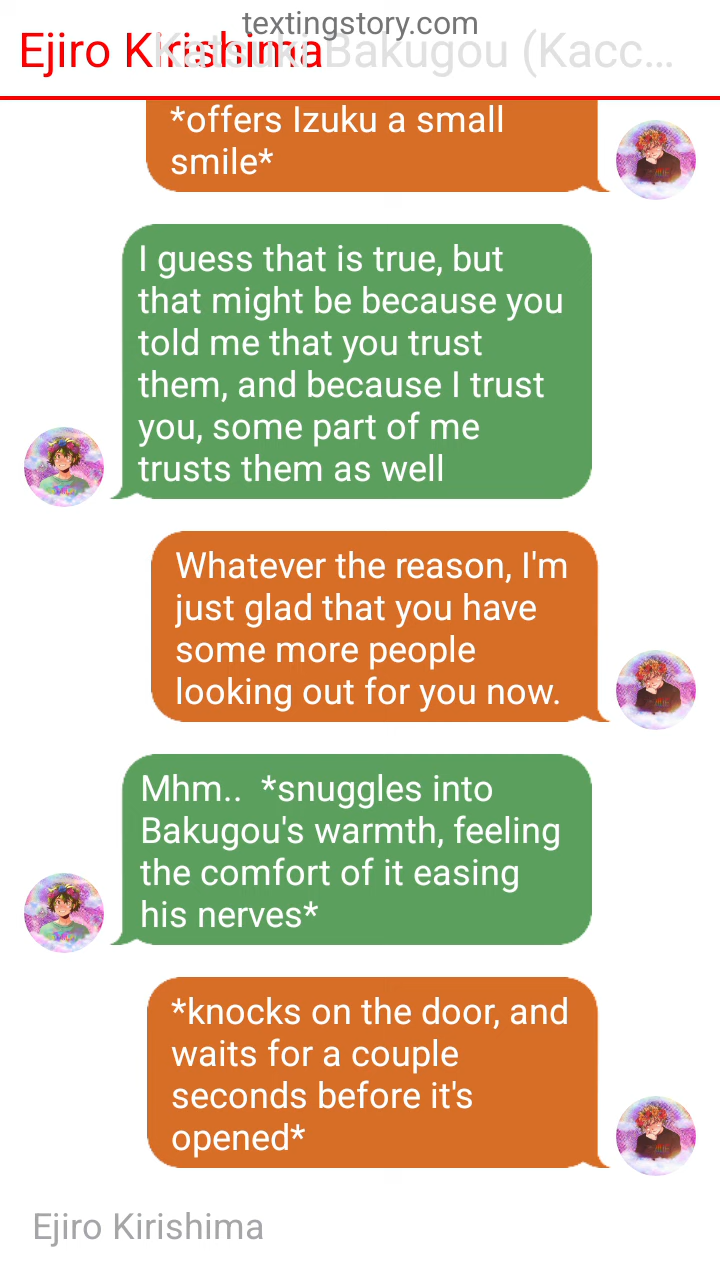 textingstory.com
Ejiro Kirishima
Katsuki Bakugou (Kacc...
*offers Izuku a small
smile*
I guess that is true, but
that might be because you
told me that you trust
them, and because I trust
you, some part of me
trusts them as well
Whatever the reason, I'm
just glad that you have
some more people
looking out for you now.
Mhm..  *snuggles into
Bakugou's warmth, feeling
the comfort of it easing
his nerves*
*knocks on the door, and
waits for a couple
seconds before it's
opened*
Ejiro Kirishima